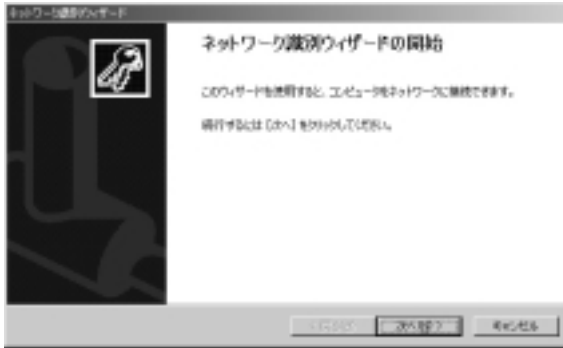 ネットワーク識別ウィザード
ネットワーク識別ウィザードの開始
このウィザードを使用すると、コンピュータをネットワークに接続できます。
続行するには [次へ] をクリックしてください。
キャンセル